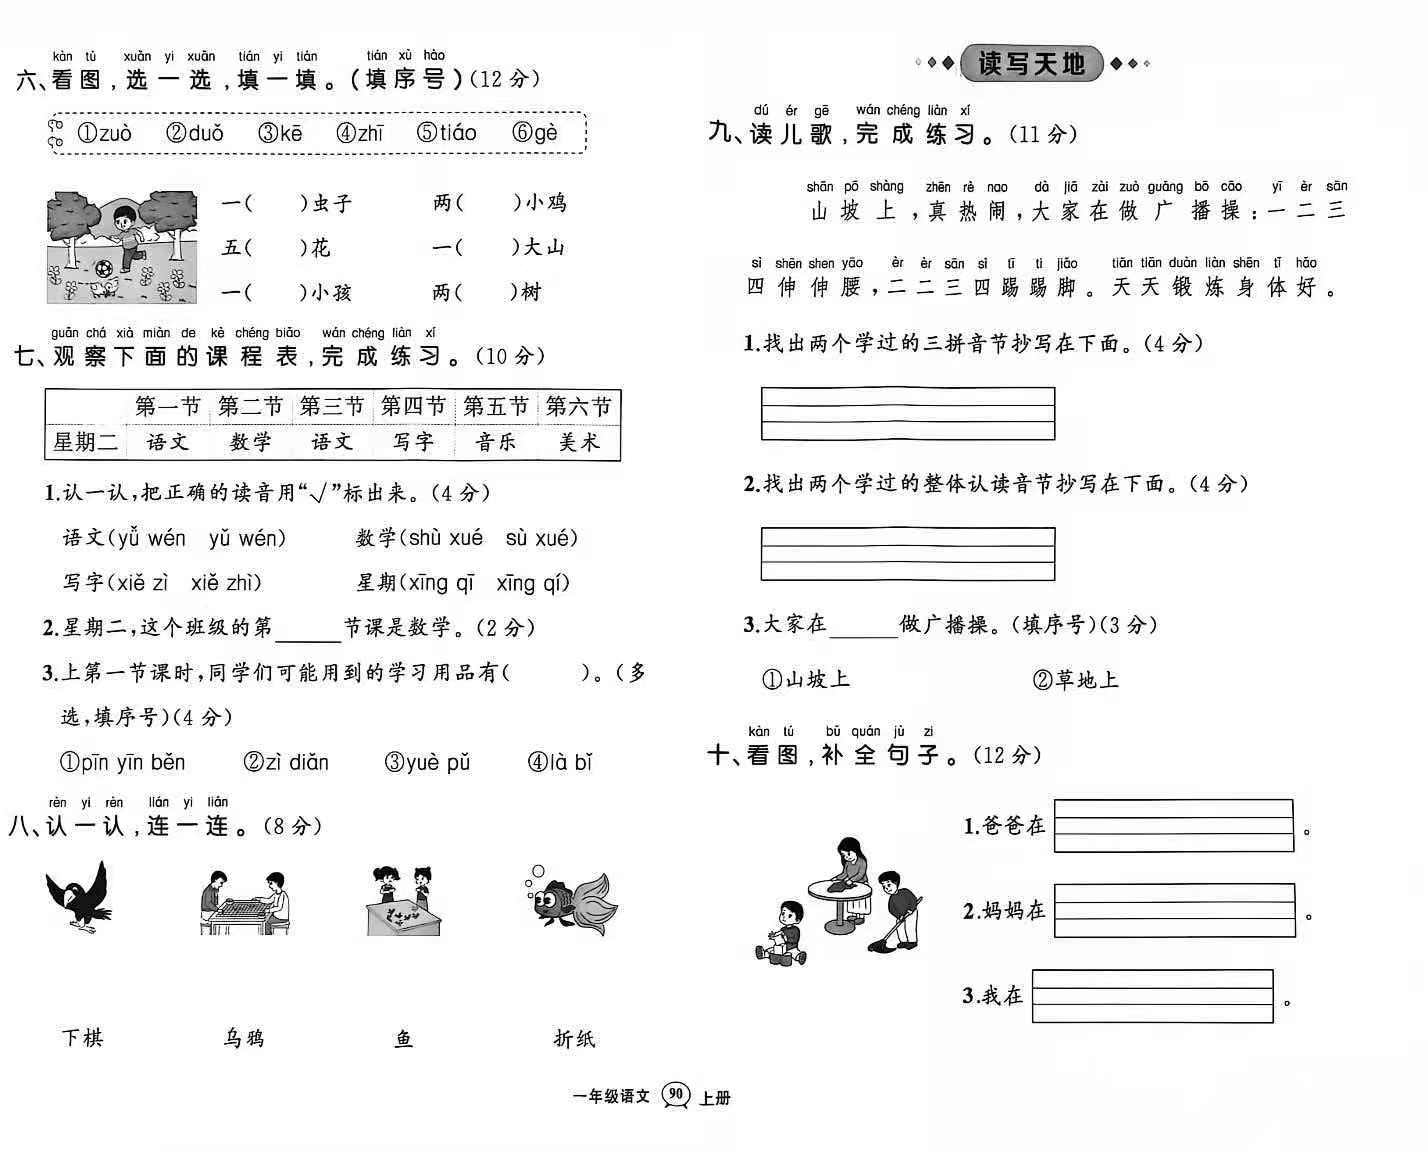 kàn tú xuǎn yi xuǎn tián yi tián tián xù hào
六、看图,选一选,填一填。(填序号)(12分)
①zuò ②duǒ ③kē ④zhī ⑤tiáo ⑥gè
一( )虫子 两( )小鸡
五( )花 一( )大山
一( )小孩 两( )树
guān chá xià miàn de kè chéng biǎo wán chéng liàn xí
七、观察下面的课程表,完成练习。(10分)
第一节 第二节 第三节 第四节 第五节 第六节
星期二 语文 数学 语文 写字 音乐 美术
1.认一认,把正确的读音用“√”标出来。(4分)
语文(yǚ wén yǔ wén) 数学(shù xué sù xué)
写字(xiě zì xiě zhì) 星期(xīng qī xīng qí)
2.星期二,这个班级的第 节课是数学。(2分)
3.上第一节课时,同学们可能用到的学习用品有( )。(多
选,填序号)(4分)
①pīn yīn běn ②zì diǎn ③yuè pǔ ④là bǐ
rèn yi rèn lián yi lián
八、认一认,连一连。(8分)
下棋 乌鸦 鱼 折纸
读写天地
dú ér gē wán chéng liàn xí
九、读儿歌,完成练习。(11分)
shān pō shàng zhēn rè nao dà jiā zài zuò guǎng bō cāo yī èr sān
山坡上,真热闹,大家在做广播操:一二三
sì shēn shen yāo èr èr sān sì tī ti jiǎo tiān tiān duàn liàn shēn tǐ hǎo
四伸伸腰,二二三四踢踢脚。天天锻炼身体好。
1.找出两个学过的三拼音节抄写在下面。(4分)
2.找出两个学过的整体认读音节抄写在下面。(4分)
3.大家在 做广播操。(填序号)(3分)
①山坡上 ②草地上
kàn tú bǔ quán jù zi
十、看图,补全句子。(12分)
1.爸爸在 。
2.妈妈在 。
3.我在 。
一年级语文 90 上册